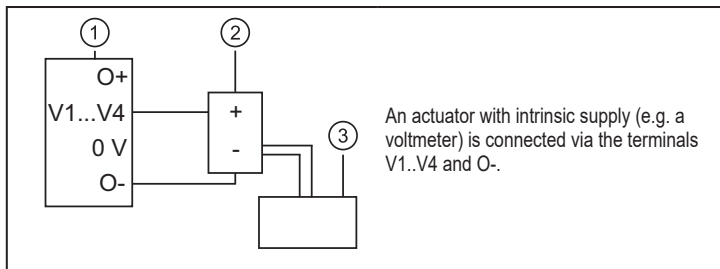 1
2
O+
V1...V4
+
0 V
-
3
O-
An actuator with intrinsic supply (e.g. a
voltmeter) is connected via the terminals
V1..V4 and O-.